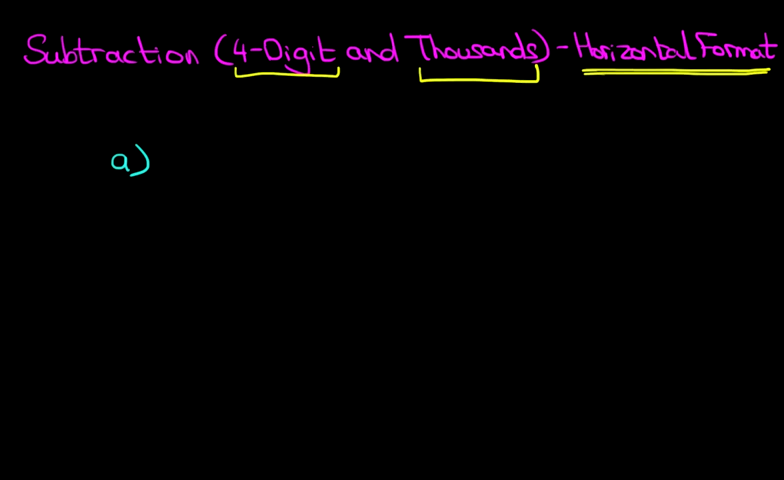 Subtraction (4-Digit and Thousands) - Horizontal Format
a)